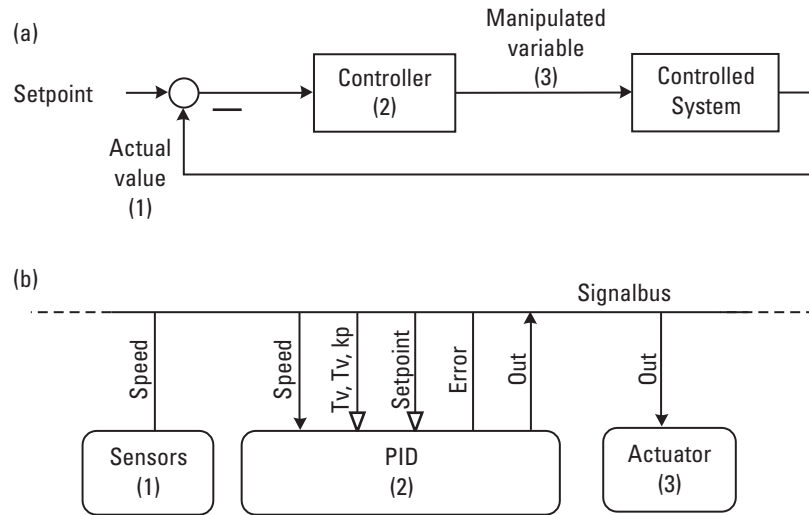 (a)
Setpoint
Actual
value
(1)
Controller
(2)
Manipulated
variable
(3)
Controlled
System
(b)
Signalbus
Speed
Speed
Tv, Tv, kp
Setpoint
Error
Out
Out
Sensors
(1)
PID
(2)
Actuator
(3)